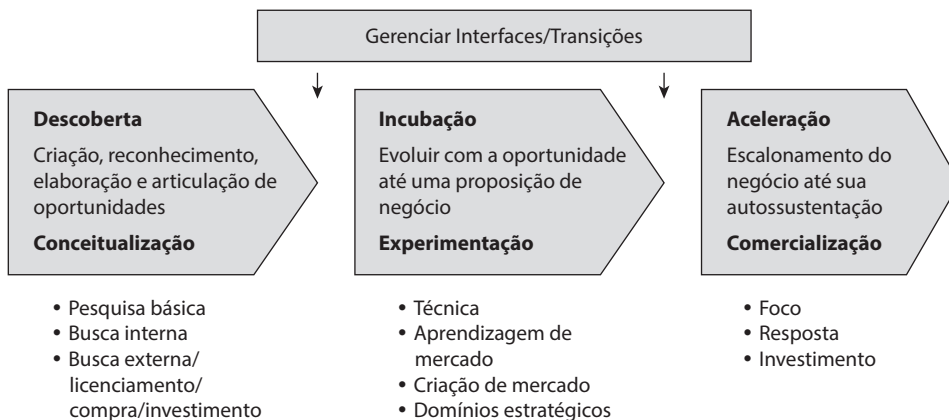 Gerenciar Interfaces/Transições
Descoberta
Criação, reconhecimento,
elaboração e articulação de
oportunidades
Conceitualização
• Pesquisa básica
• Busca interna
• Busca externa/
licenciamento/
compra/investimento
Incubação
Evoluir com a oportunidade
até uma proposição de
negócio
Experimentação
• Técnica
• Aprendizagem de
mercado
• Criação de mercado
• Domínios estratégicos
Aceleração
Escalonamento do
negócio até sua
autossustentação
Comercialização
• Foco
• Resposta
• Investimento